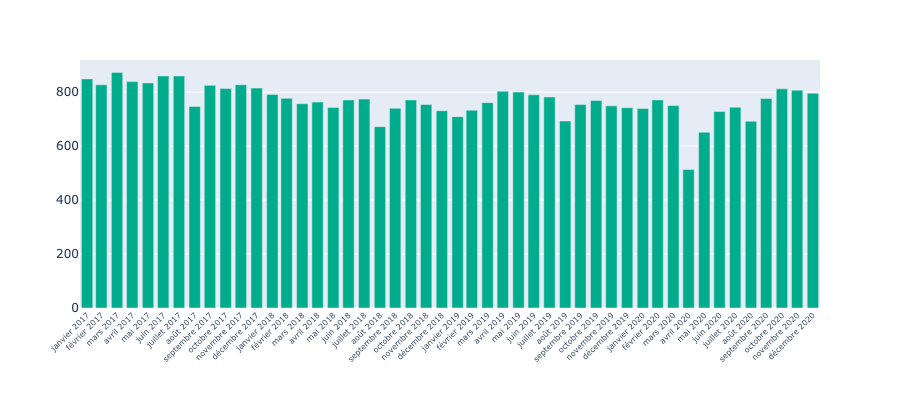 800
600
400
200
0
janvier 2017
février 2017
mars 2017
avril 2017
mai 2017
juin 2017
juillet 2017
août 2017
septembre 2017
octobre 2017
novembre 2017
décembre 2017
janvier 2018
février 2018
mars 2018
avril 2018
mai 2018
juin 2018
juillet 2018
août 2018
septembre 2018
octobre 2018
novembre 2018
décembre 2018
janvier 2019
février 2019
mars 2019
avril 2019
mai 2019
juin 2019
juillet 2019
août 2019
septembre 2019
octobre 2019
novembre 2019
décembre 2019
janvier 2020
février 2020
mars 2020
avril 2020
mai 2020
juin 2020
juillet 2020
août 2020
septembre 2020
octobre 2020
novembre 2020
décembre 2020